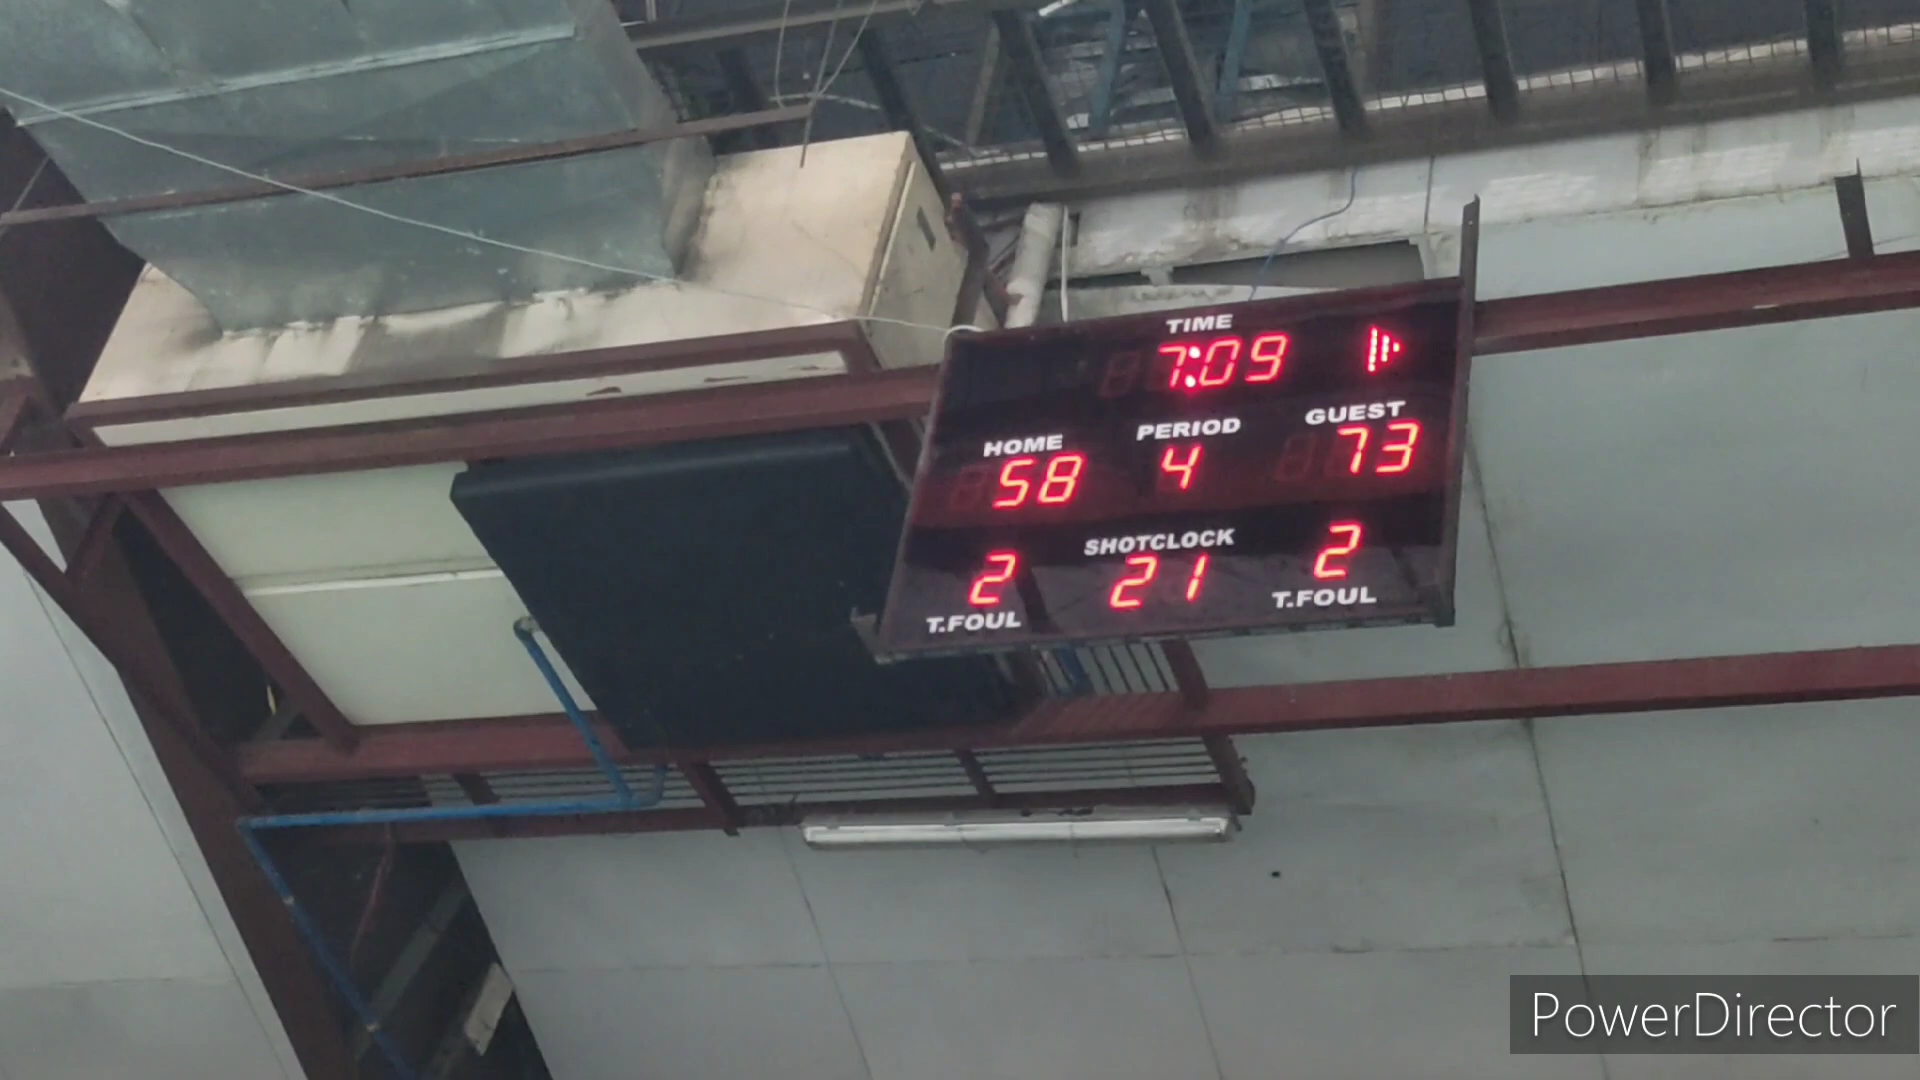 TIME
7:09
HOME PERIOD GUEST
58 4 73
SHOTCLOCK
2 21 2
T.FOUL T.FOUL
PowerDirector